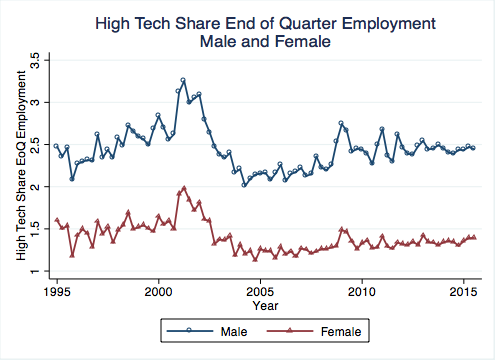 High Tech Share End of Quarter Employment
Male and Female
High Tech Share EoQ Employment
3.5
3
2.5
2
1.5
1
1995
2000
2005
2010
2015
Year
Male
Female